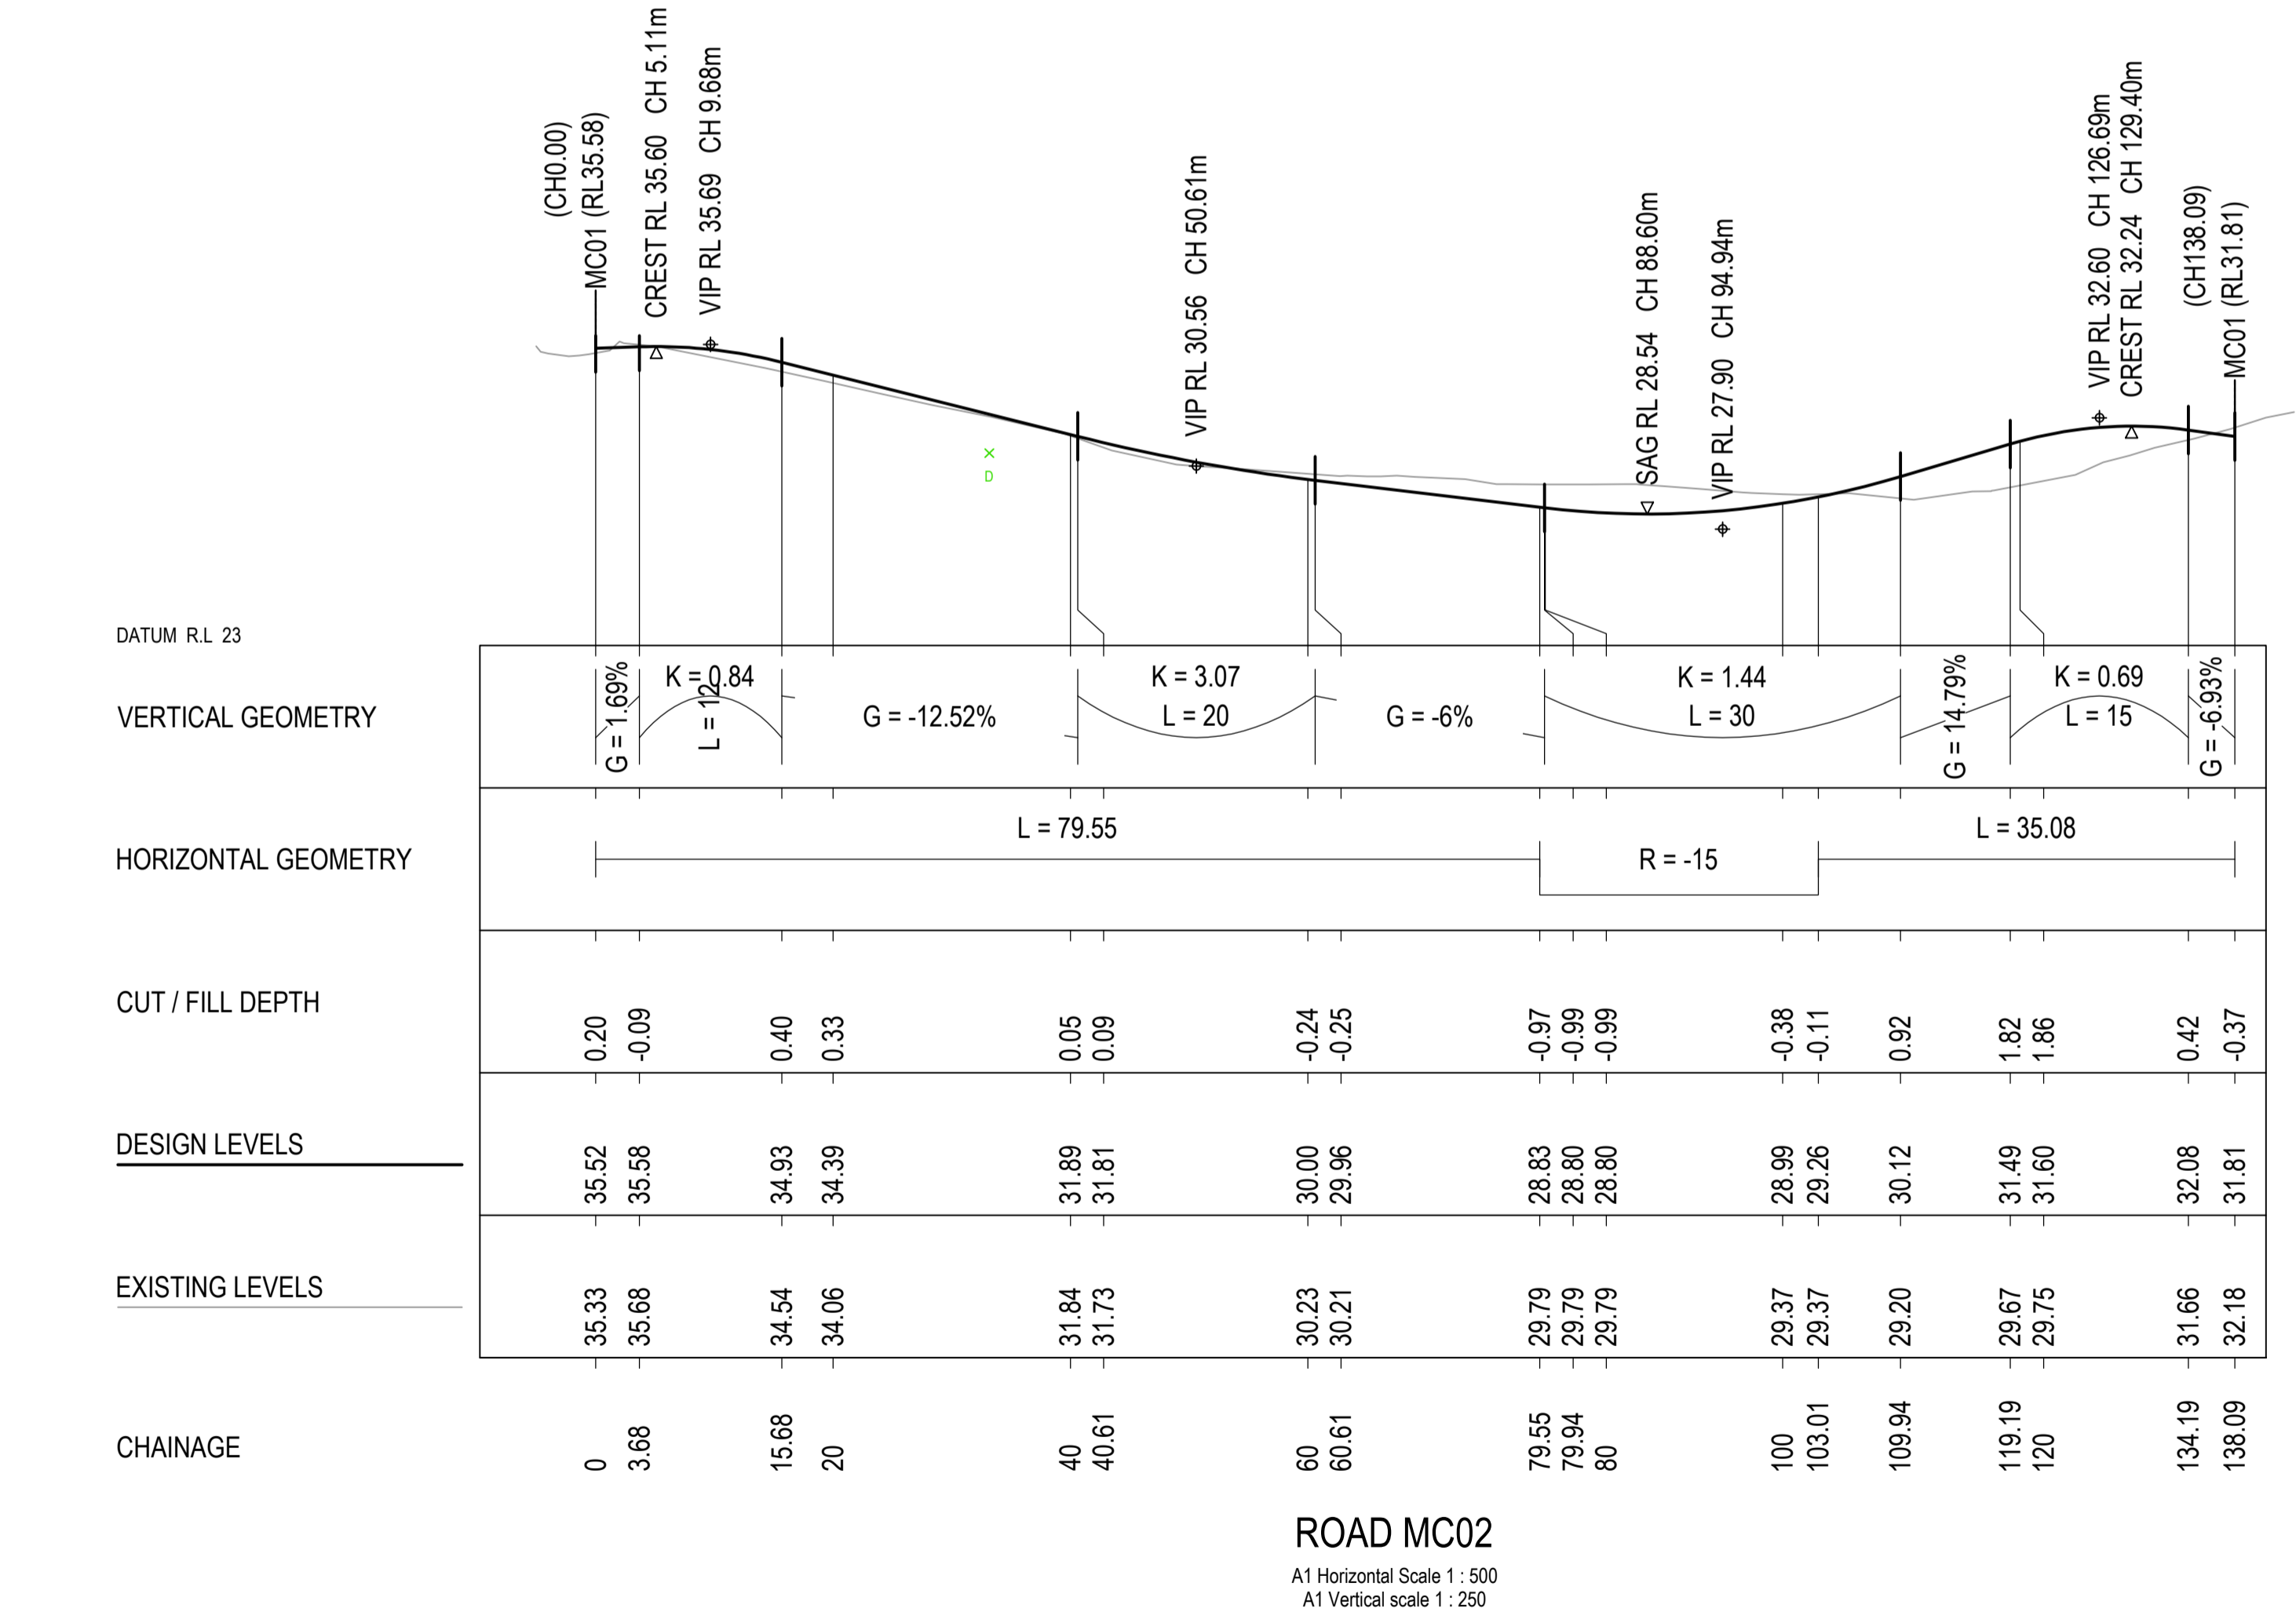 (CH0.00)
MC01 (RL35.58)
CREST RL 35.60 CH 5.11m
VIP RL 35.69 CH 9.68m
VIP RL 30.56 CH 50.61m
SAG RL 28.54 CH 88.60m
VIP RL 27.90 CH 94.94m
VIP RL 32.60 CH 126.69m
CREST RL 32.24 CH 129.40m
(CH138.09)
MC01 (RL31.81)
D
DATUM R.L 23
VERTICAL GEOMETRY
G = 1.69%
K = 0.84
L = 12
G = -12.52%
K = 3.07
L = 20
G = -6%
K = 1.44
L = 30
G = 14.79%
K = 0.69
L = 15
G = -6.93%
HORIZONTAL GEOMETRY
L = 79.55
R = -15
L = 35.08
CUT / FILL DEPTH
0.20 -0.09 0.40 0.33 0.05 0.09 -0.24 -0.25 -0.97 -0.99 -0.99 -0.38 -0.11 0.92 1.82 1.86 0.42 -0.37
DESIGN LEVELS
35.52 35.58 34.93 34.39 31.89 31.81 30.00 29.96 28.83 28.80 28.80 28.99 29.26 30.12 31.49 31.60 32.08 31.81
EXISTING LEVELS
35.33 35.68 34.54 34.06 31.84 31.73 30.23 30.21 29.79 29.79 29.79 29.37 29.37 29.20 29.67 29.75 31.66 32.18
CHAINAGE
0 3.68 15.68 20 40 40.61 60 60.61 79.55 79.94 80 100 103.01 109.94 119.19 120 134.19 138.09
ROAD MC02
A1 Horizontal Scale 1 : 500
A1 Vertical scale 1 : 250